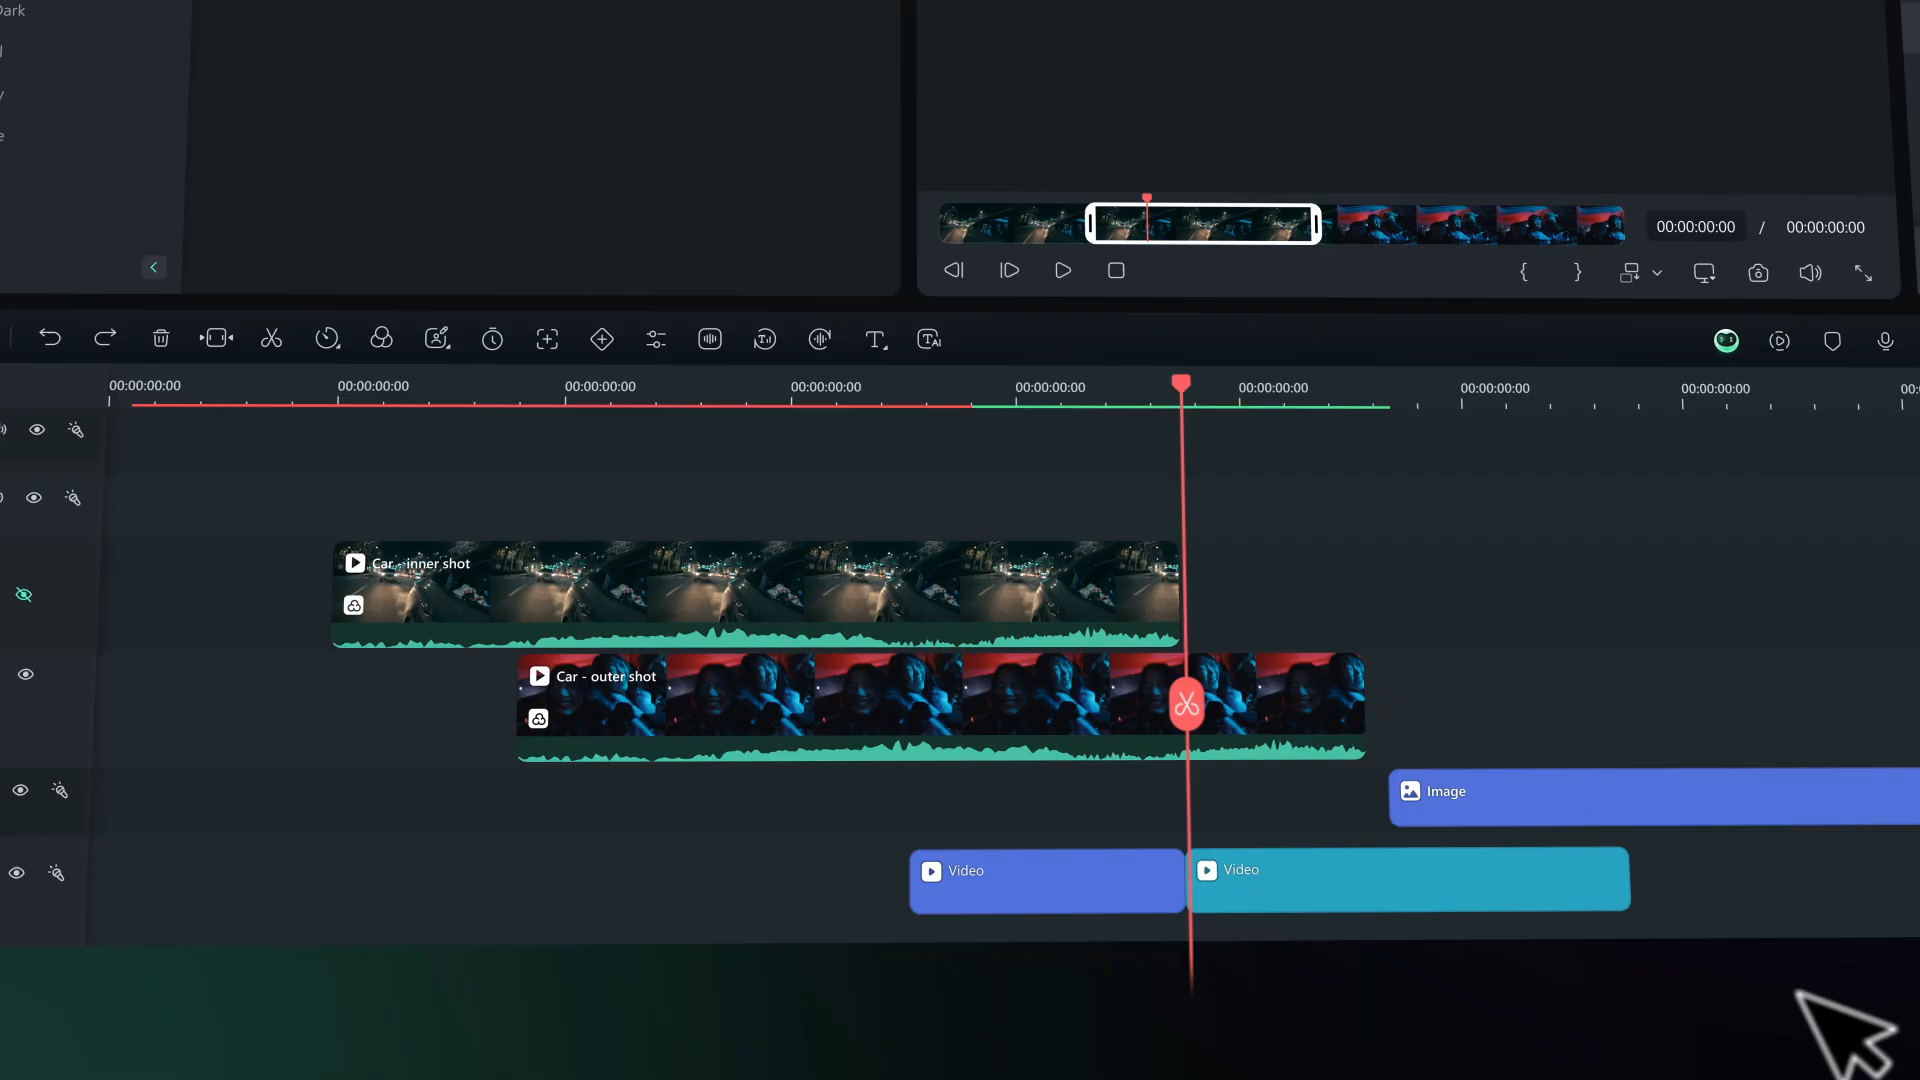 Dark
00:00:00:00 / 00:00:00:00
{ }
00:00:00:00 00:00:00:00 00:00:00:00 00:00:00:00 00:00:00:00 00:00:00:00 00:00:00:00 00:00:00:00 00:
Car - inner shot
Car - outer shot
Image
Video
Video